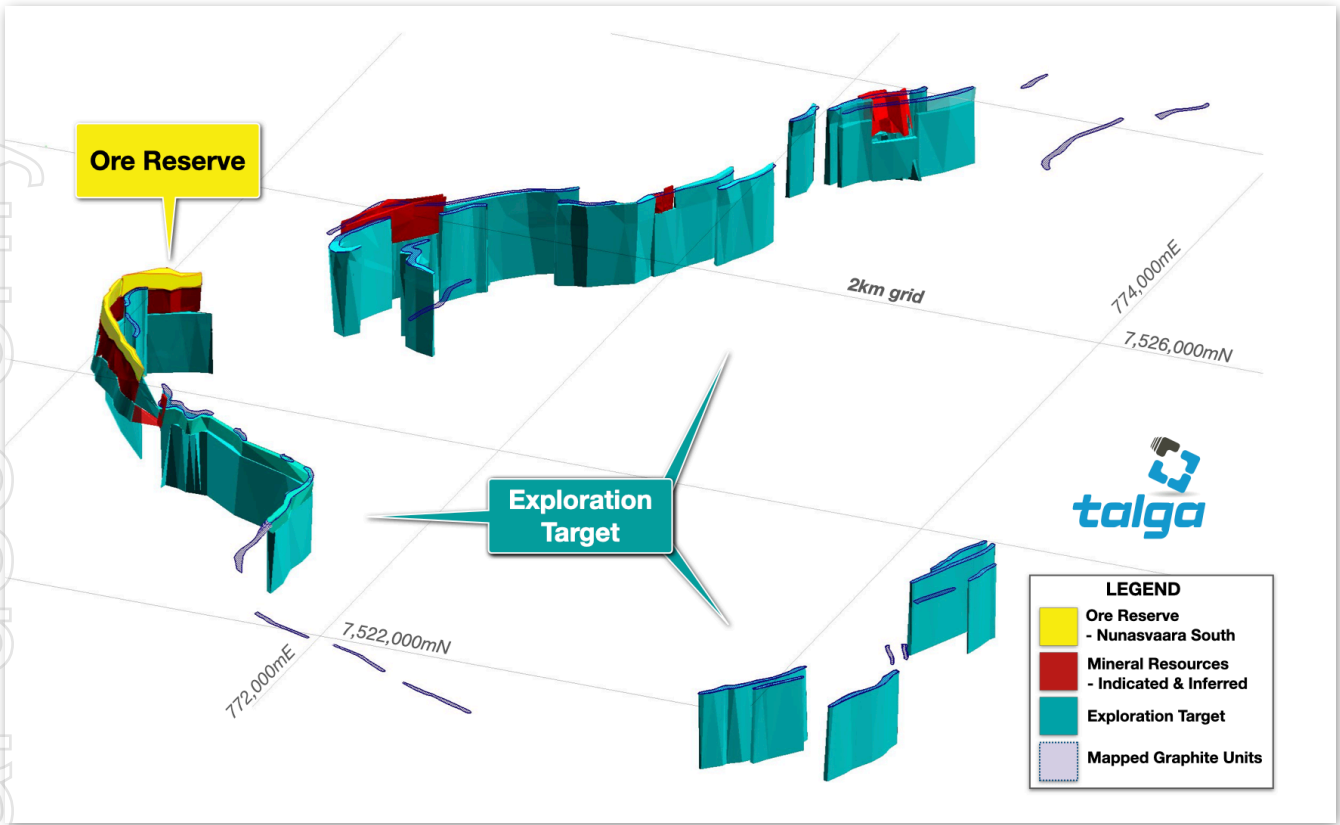 Ore Reserve
2km grid
774,000mE
7,526,000mN
Exploration
Target
talga
7,522,000mN
772,000mE
LEGEND
Ore Reserve
- Nunasvaara South
Mineral Resources
- Indicated & Inferred
Exploration Target
Mapped Graphite Units